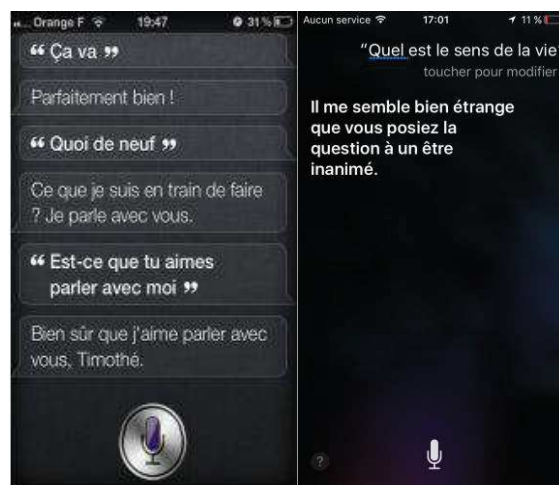 Orange F 19:47 31 %
“ Ça va ”
Parfaitement bien !
“ Quoi de neuf ”
Ce que je suis en train de faire
? Je parle avec vous.
“ Est-ce que tu aimes
parler avec moi ”
Bien sûr que j'aime parler avec
vous, Timothé.
Aucun service 17:01 11 %
"Quel est le sens de la vie
toucher pour modifier
Il me semble bien étrange
que vous posiez la
question à un être
inanimé.
?